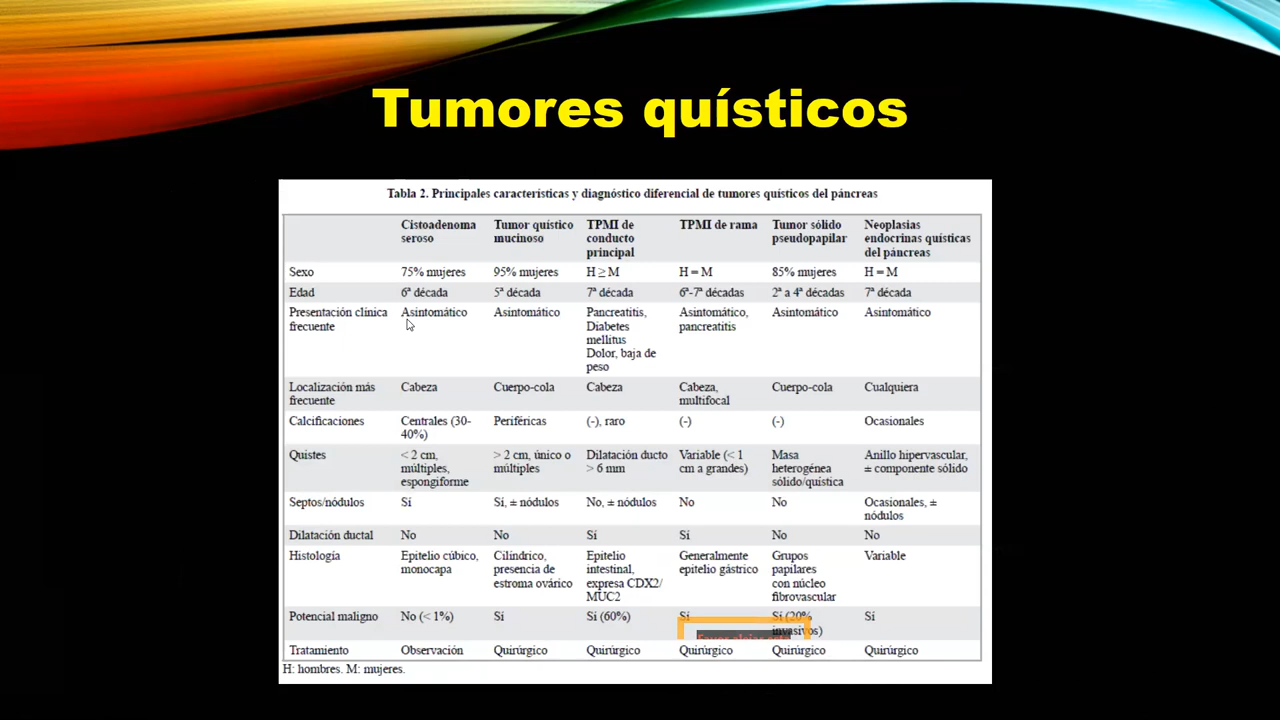 Tumores quísticos
Tabla 2. Principales características y diagnóstico diferencial de tumores quísticos del páncreas
Cistoadenoma seroso Tumor quístico mucinoso TPMI de conducto principal TPMI de rama Tumor sólido pseudopapilar Neoplasias endocrinas quísticas del páncreas
Sexo 75% mujeres 95% mujeres H ≥ M H = M 85% mujeres H = M
Edad 6ª década 5ª década 7ª década 6ª-7ª décadas 2ª a 4ª décadas 7ª década
Presentación clínica frecuente Asintomático Asintomático Pancreatitis, Diabetes mellitus Dolor, baja de peso Asintomático, pancreatitis Asintomático Asintomático
Localización más frecuente Cabeza Cuerpo-cola Cabeza Cabeza, multifocal Cuerpo-cola Cualquiera
Calcificaciones Centrales (30-40%) Periféricas (-), raro (-) (-) Ocasionales
Quistes < 2 cm, múltiples, espongiforme > 2 cm, único o múltiples Dilatación ducto > 6 mm Variable (< 1 cm a grandes) Masa heterogénea sólido/quística Anillo hipervascular, ± componente sólido
Septos/nódulos Sí Sí, ± nódulos No, ± nódulos No No Ocasionales, ± nódulos
Dilatación ductal No No Sí Sí No No
Histología Epitelio cúbico, monocapa Cilíndrico, presencia de estroma ovárico Epitelio intestinal, expresa CDX2/MUC2 Generalmente epitelio gástrico Grupos papilares con núcleo fibrovascular Variable
Potencial maligno No (< 1%) Sí Sí (60%) Sí Sí (20% invasivos) Sí
Tratamiento Observación Quirúrgico Quirúrgico Quirúrgico Quirúrgico Quirúrgico
H: hombres. M: mujeres.